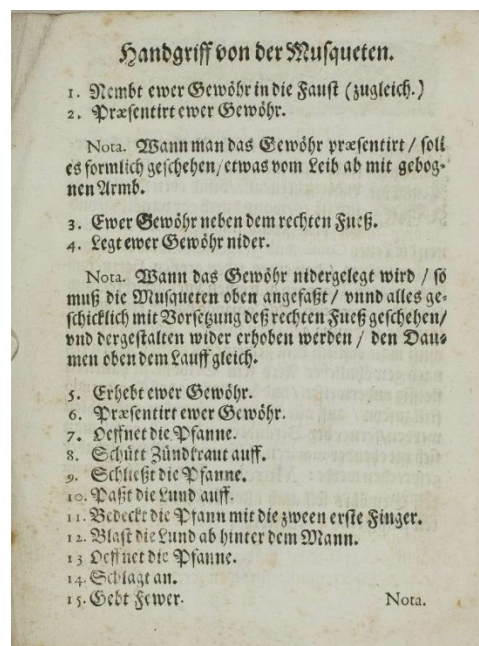 Handgriff von der Musqueten.
1. Nembt ewer Gewöhr in die Faust (zugleich.)
2. Præsentirt ewer Gewöhr.
Nota. Wann man das Gewöhr præsentirt / soll
es formlich geschehen/ etwas vom Leib ab mit gebog-
nen Armb.
3. Ewer Gewöhr neben dem rechten Fueß.
4. Legt ewer Gewöhr nider.
Nota. Wann das Gewöhr nidergelegt wird / so
muß die Musqueten oben angefaßt / vnnd alles ge-
schicklich mit Vorsetzung deß rechten Fueß geschehen/
vnd dergestalten wider erhoben werden / den Dau-
men oben dem Lauff gleich.
5. Erhebt ewer Gewöhr.
6. Præsentirt ewer Gewöhr.
7. Oeffnet die Pfanne.
8. Schütt Zündkraut auff.
9. Schließt die Pfanne.
10. Paßt die Lund auff.
11. Bedeckt die Pfann mit die zween erste Finger.
12. Blast die Lund ab hinter dem Mann.
13 Oeffnet die Pfanne.
14. Schlagt an.
15. Gebt Fewer.
Nota.